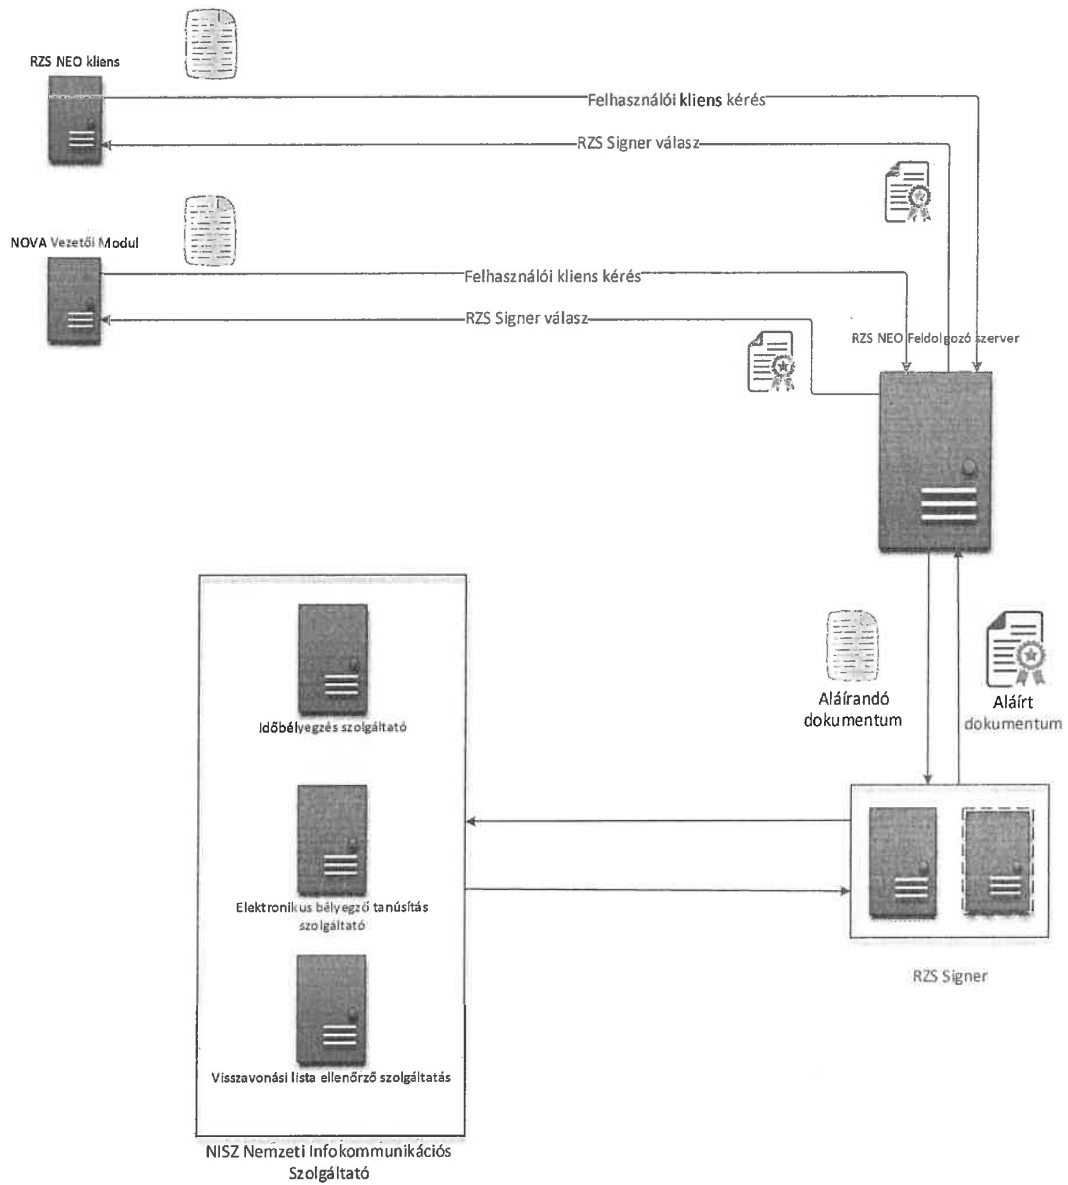 RZS NEO kliens
Felhasználói kliens kérés
RZS Signer válasz
NOVA Vezetői Modul
Felhasználói kliens kérés
RZS Signer válasz
RZS NEO Feldolgozó szerver
Aláírandó
dokumentum
Aláírt
dokumentum
Időbélyegzés szolgáltató
Elektronikus bélyegző tanúsítás
szolgáltató
Visszavonási lista ellenőrző szolgáltatás
RZS Signer
NISZ Nemzeti Infokommunikációs
Szolgáltató